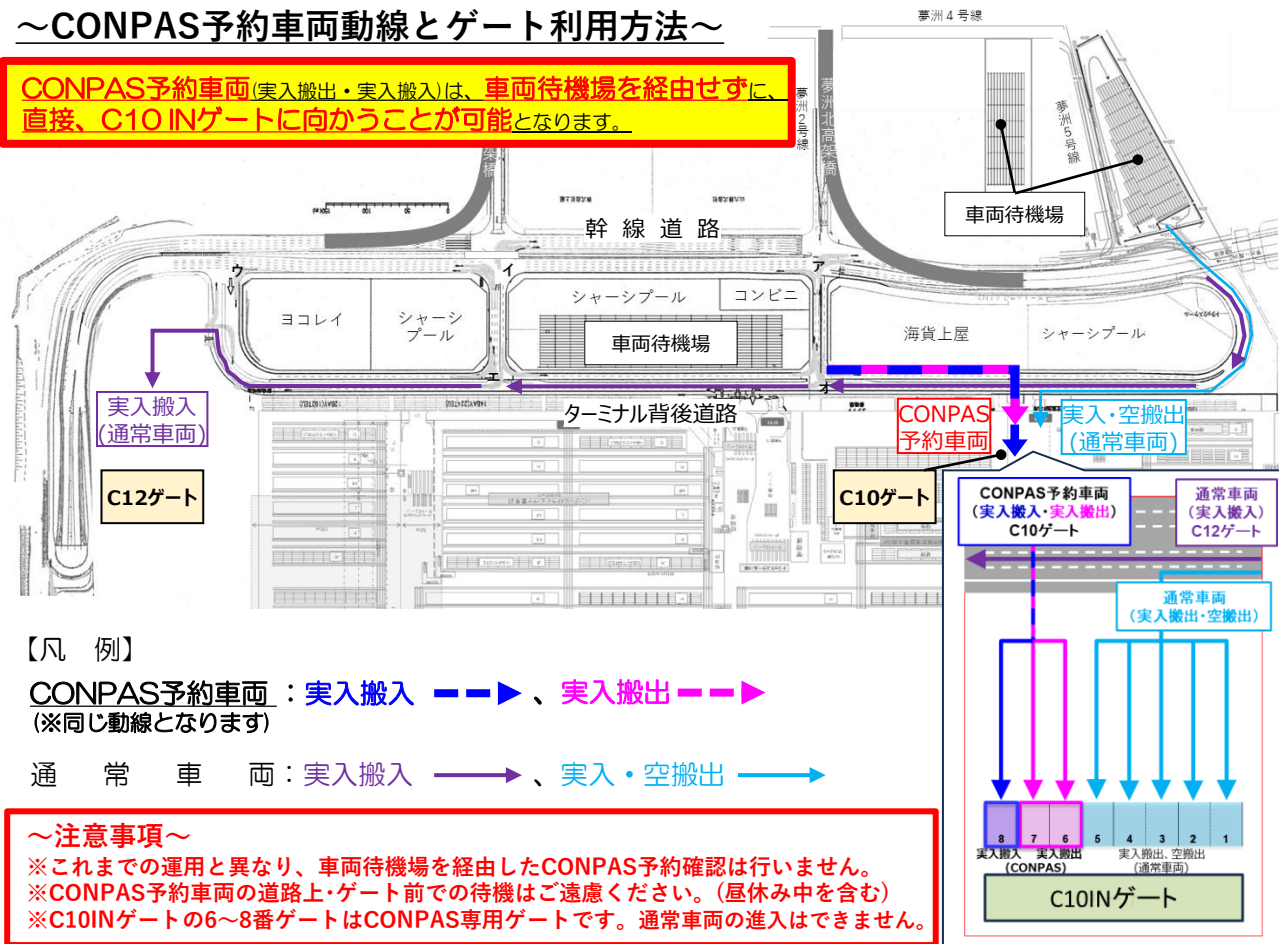 ～CONPAS予約車両動線とゲート利用方法～
CONPAS予約車両(実入搬出・実入搬入)は、車両待機場を経由せずに、
直接、C10 INゲートに向かうことが可能となります。
夢洲４号線
夢洲２号線
夢洲北高架橋
架橋
夢洲５号線
車両待機場
幹線道路
ウ
イ
ア
ヨコレイ
シャーシ
プール
シャーシプール
コンビニ
車両待機場
海貨上屋
シャーシプール
トラックスケール
エ
オ
ターミナル背後道路
実入搬入
(通常車両)
C12ゲート
CONPAS
予約車両
実入・空搬出
(通常車両)
C10ゲート
CONPAS予約車両
(実入搬入・実入搬出)
C10ゲート
通常車両
(実入搬入)
C12ゲート
通常車両
(実入搬出・空搬出)
8 7 6 5 4 3 2 1
実入搬入 実入搬出 実入搬出、空搬出
(CONPAS) (通常車両)
C10INゲート
【凡　例】
CONPAS予約車両：実入搬入、実入搬出
(※同じ動線となります)
通常車両：実入搬入、実入・空搬出
～注意事項～
※これまでの運用と異なり、車両待機場を経由したCONPAS予約確認は行いません。
※CONPAS予約車両の道路上・ゲート前での待機はご遠慮ください。(昼休み中を含む)
※C10INゲートの6～8番ゲートはCONPAS専用ゲートです。通常車両の進入はできません。